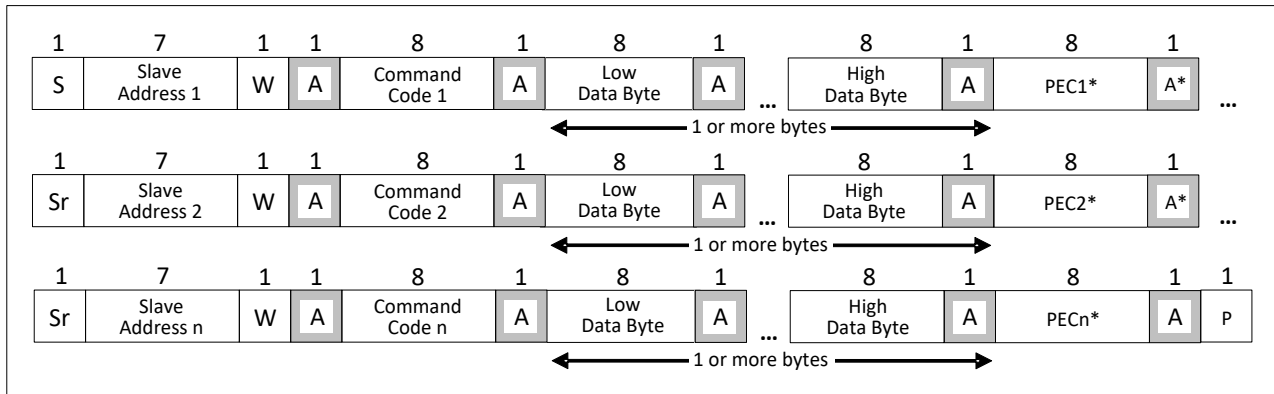 1 7 1 1 8 1 8 1 8 1 8 1
S Slave Address 1 W A Command Code 1 A Low Data Byte A ... High Data Byte A PEC1* A* ...
1 or more bytes
1 7 1 1 8 1 8 1 8 1 8 1
Sr Slave Address 2 W A Command Code 2 A Low Data Byte A ... High Data Byte A PEC2* A* ...
1 or more bytes
1 7 1 1 8 1 8 1 8 1 8 1 1
Sr Slave Address n W A Command Code n A Low Data Byte A ... High Data Byte A PECn* A P
1 or more bytes